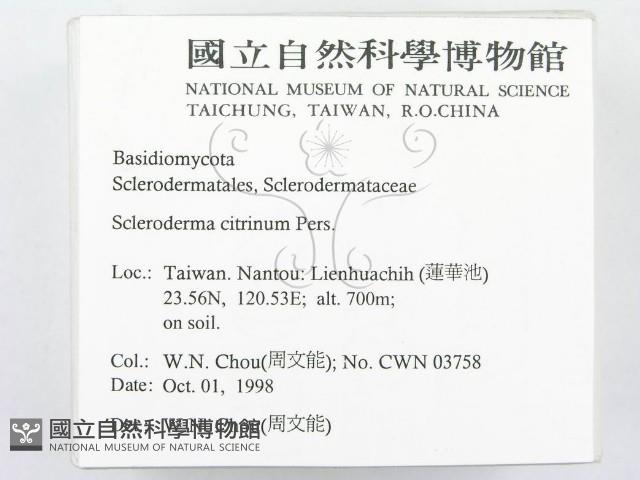 國立自然科學博物館
NATIONAL MUSEUM OF NATURAL SCIENCE
TAICHUNG, TAIWAN, R.O.CHINA
Basidiomycota
Sclerodermatales, Sclerodermataceae
Scleroderma citrinum Pers.
Loc.: Taiwan. Nantou: Lienhuachih (蓮華池)
23.56N, 120.53E; alt. 700m;
on soil.
Col.: W.N. Chou(周文能); No. CWN 03758
Date: Oct. 01, 1998
W.N. Chou(周文能)
國立自然科學博物館
NATIONAL MUSEUM OF NATURAL SCIENCE